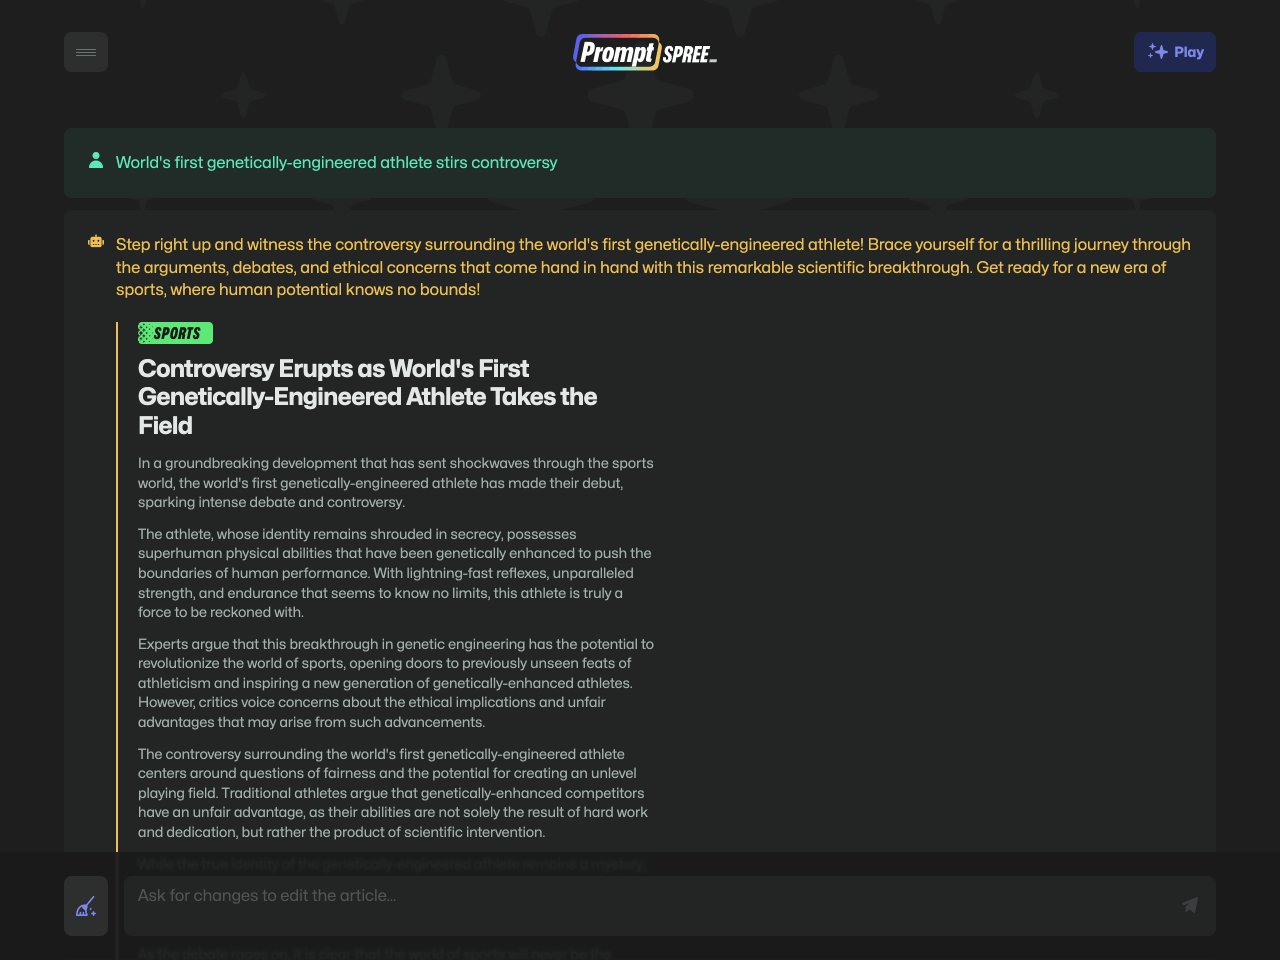 Prompt SPREE
Play
World's first genetically-engineered athlete stirs controversy
Step right up and witness the controversy surrounding the world's first genetically-engineered athlete! Brace yourself for a thrilling journey through
the arguments, debates, and ethical concerns that come hand in hand with this remarkable scientific breakthrough. Get ready for a new era of
sports, where human potential knows no bounds!
SPORTS
Controversy Erupts as World's First
Genetically-Engineered Athlete Takes the
Field
In a groundbreaking development that has sent shockwaves through the sports
world, the world's first genetically-engineered athlete has made their debut,
sparking intense debate and controversy.
The athlete, whose identity remains shrouded in secrecy, possesses
superhuman physical abilities that have been genetically enhanced to push the
boundaries of human performance. With lightning-fast reflexes, unparalleled
strength, and endurance that seems to know no limits, this athlete is truly a
force to be reckoned with.
Experts argue that this breakthrough in genetic engineering has the potential to
revolutionize the world of sports, opening doors to previously unseen feats of
athleticism and inspiring a new generation of genetically-enhanced athletes.
However, critics voice concerns about the ethical implications and unfair
advantages that may arise from such advancements.
The controversy surrounding the world's first genetically-engineered athlete
centers around questions of fairness and the potential for creating an unlevel
playing field. Traditional athletes argue that genetically-enhanced competitors
have an unfair advantage, as their abilities are not solely the result of hard work
and dedication, but rather the product of scientific intervention.
While the true identity of the genetically-engineered athlete remains a mystery,
Ask for changes to edit the article...
As the debate rages on, it is clear that the world of sports will never be the